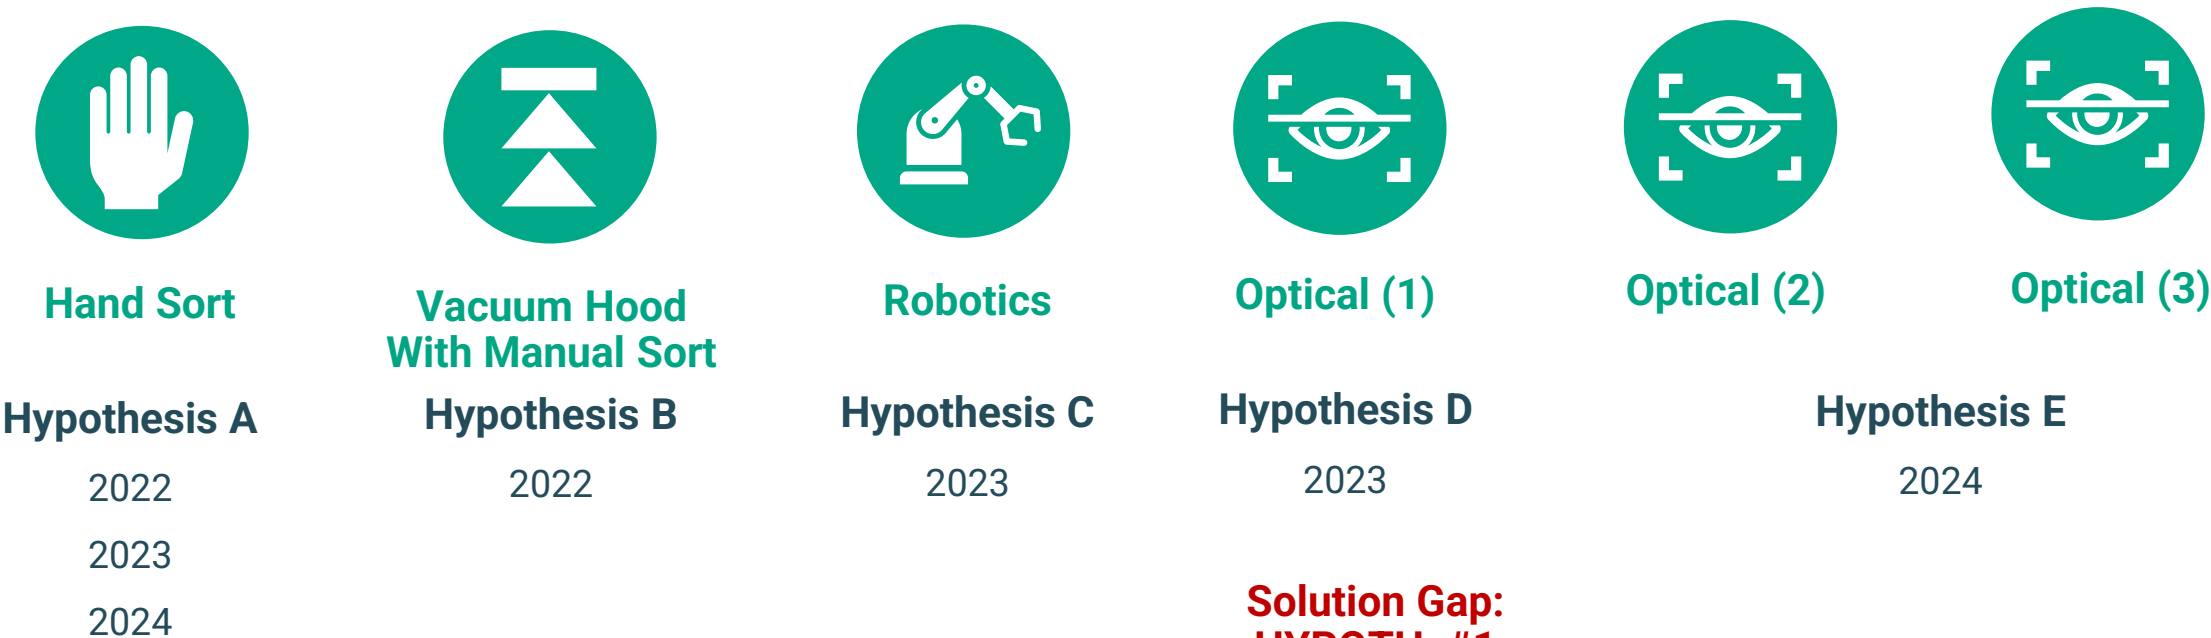 Hand Sort
Vacuum Hood
With Manual Sort
Robotics
Optical (1)
Optical (2)
Optical (3)
Hypothesis A
Hypothesis B
Hypothesis C
Hypothesis D
Hypothesis E
2022
2022
2023
2023
2024
2023
2024
Solution Gap: